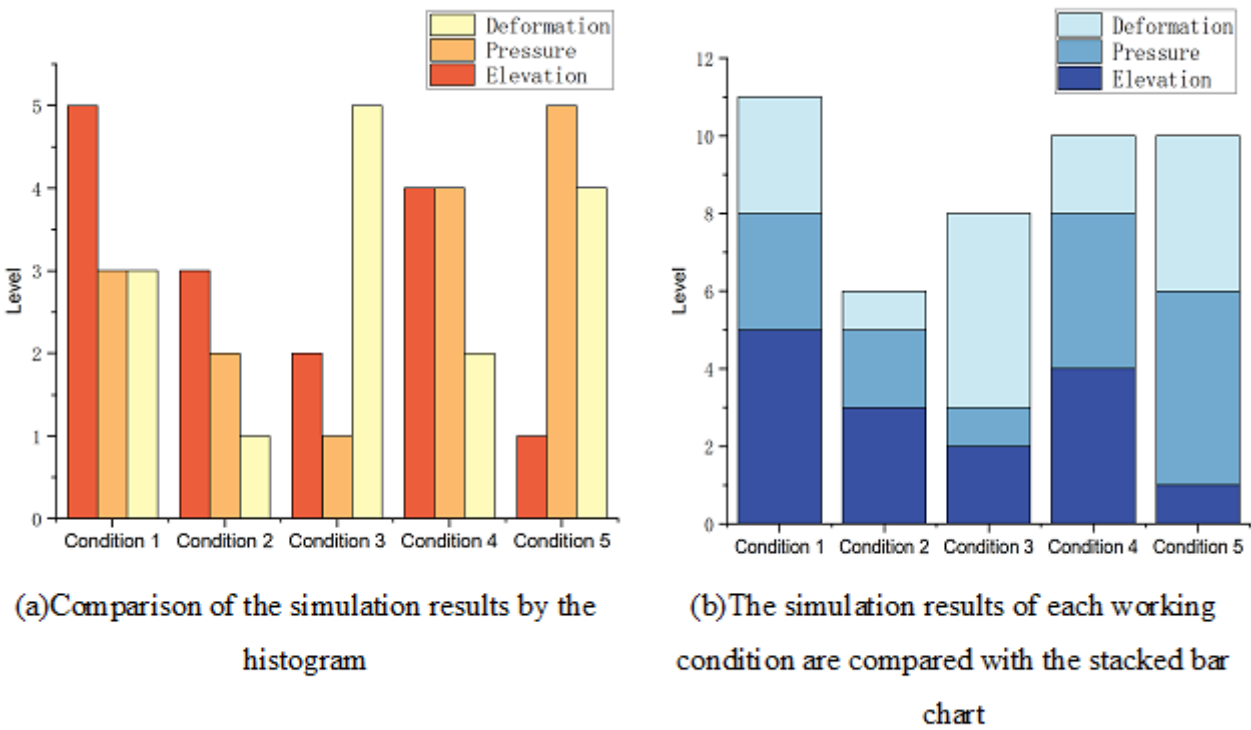 Deformation
Pressure
Elevation
5
4
3
2
1
0
Level
Condition 1 Condition 2 Condition 3 Condition 4 Condition 5
(a)Comparison of the simulation results by the
histogram
Deformation
Pressure
Elevation
12
10
8
6
4
2
0
Level
Condition 1 Condition 2 Condition 3 Condition 4 Condition 5
(b)The simulation results of each working
condition are compared with the stacked bar
chart